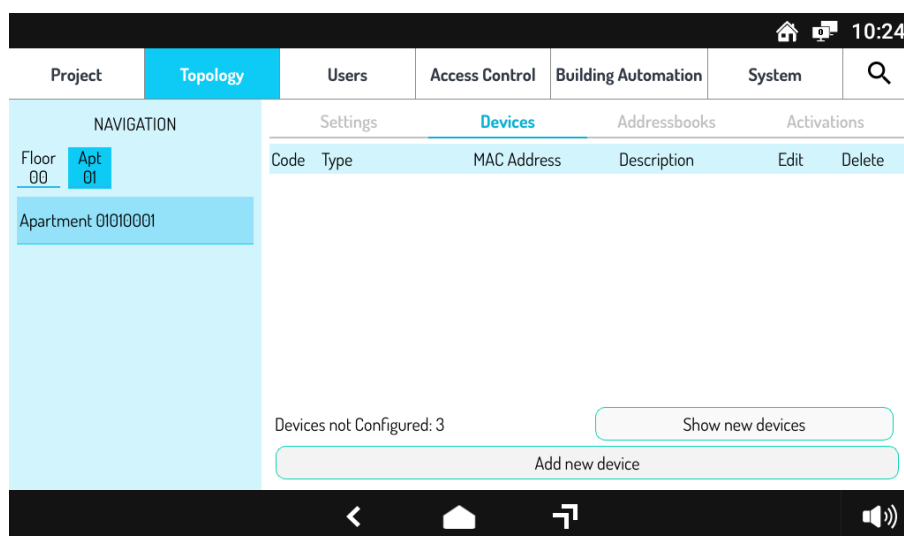 10:24
Project Topology Users Access Control Building Automation System
NAVIGATION Settings Devices Addressbooks Activations
Floor Apt
00 01
Code Type MAC Address Description Edit Delete
Apartment 01010001
Devices not Configured: 3 Show new devices
Add new device